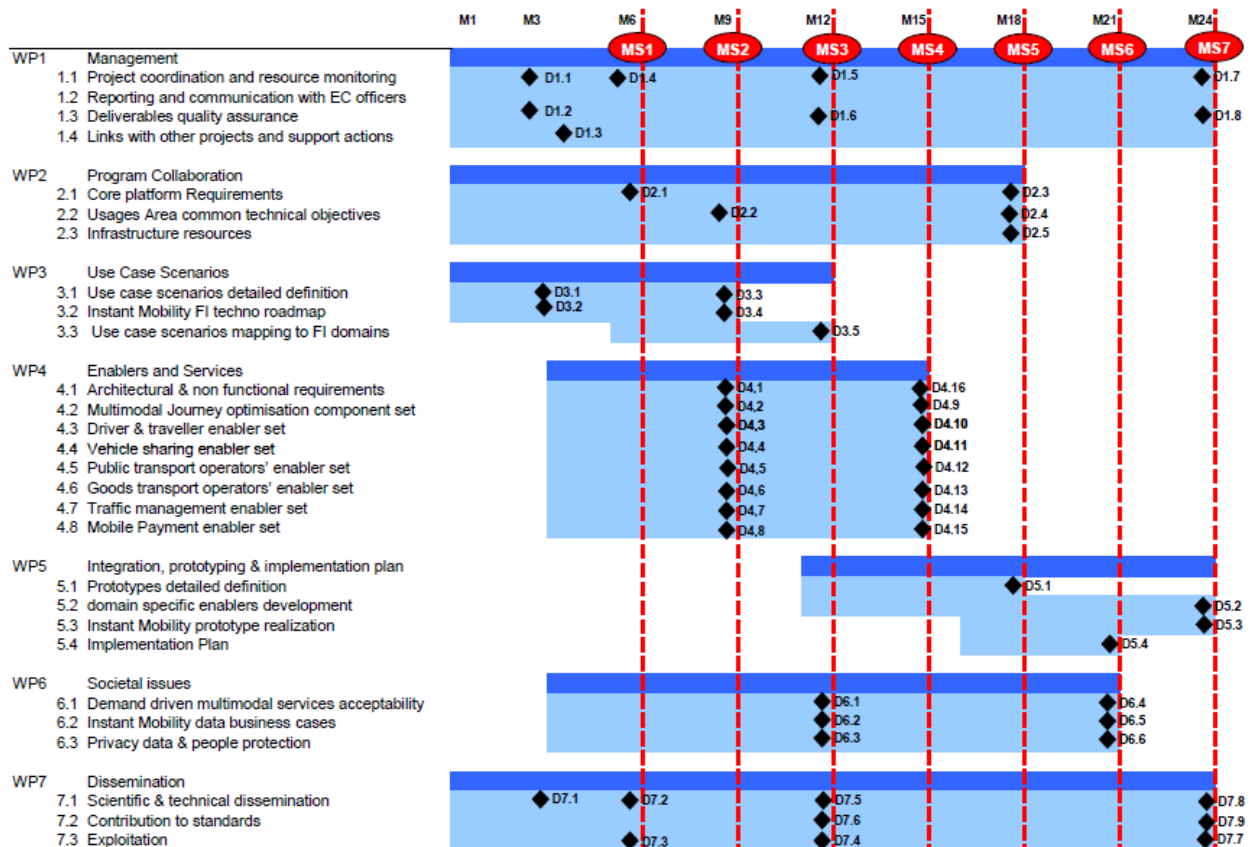 M1 M3 M6 M9 M12 M15 M18 M21 M24
MS1 MS2 MS3 MS4 MS5 MS6 MS7
WP1 Management
1.1 Project coordination and resource monitoring D1.1 D1.4 D1.5 D1.7
1.2 Reporting and communication with EC officers
1.3 Deliverables quality assurance D1.2 D1.6 D1.8
1.4 Links with other projects and support actions D1.3
WP2 Program Collaboration
2.1 Core platform Requirements D2.1 D2.3
2.2 Usages Area common technical objectives D2.2 D2.4
2.3 Infrastructure resources D2.5
WP3 Use Case Scenarios
3.1 Use case scenarios detailed definition D3.1 D3.3
3.2 Instant Mobility FI techno roadmap D3.2 D3.4
3.3 Use case scenarios mapping to FI domains D3.5
WP4 Enablers and Services
4.1 Architectural & non functional requirements D4,1 D4.16
4.2 Multimodal Journey optimisation component set D4,2 D4.9
4.3 Driver & traveller enabler set D4,3 D4.10
4.4 Vehicle sharing enabler set D4,4 D4.11
4.5 Public transport operators' enabler set D4,5 D4.12
4.6 Goods transport operators' enabler set D4,6 D4.13
4.7 Traffic management enabler set D4,7 D4.14
4.8 Mobile Payment enabler set D4,8 D4.15
WP5 Integration, prototyping & implementation plan
5.1 Prototypes detailed definition D5.1
5.2 domain specific enablers development D5.2
5.3 Instant Mobility prototype realization D5.3
5.4 Implementation Plan D5.4
WP6 Societal issues
6.1 Demand driven multimodal services acceptability D6.1 D6.4
6.2 Instant Mobility data business cases D6.2 D6.5
6.3 Privacy data & people protection D6.3 D6.6
WP7 Dissemination
7.1 Scientific & technical dissemination D7.1 D7.2 D7.5 D7.8
7.2 Contribution to standards D7.6 D7.9
7.3 Exploitation D7.3 D7.4 D7.7